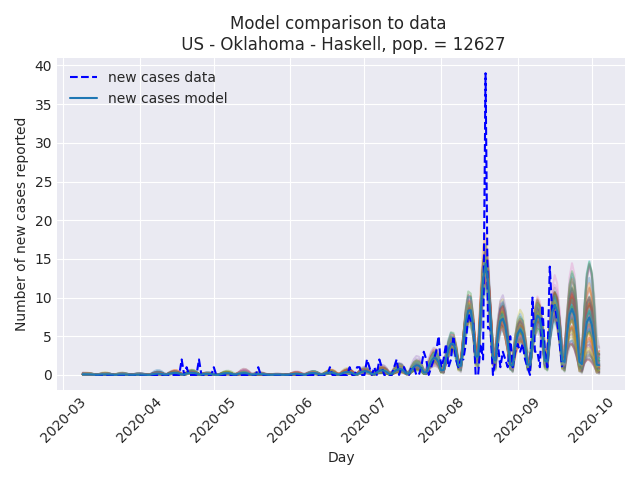 Model comparison to data
US - Oklahoma - Haskell, pop. = 12627
new cases data
new cases model
Number of new cases reported
40
35
30
25
20
15
10
5
0
2020-03
2020-04
2020-05
2020-06
2020-07
2020-08
2020-09
2020-10
Day